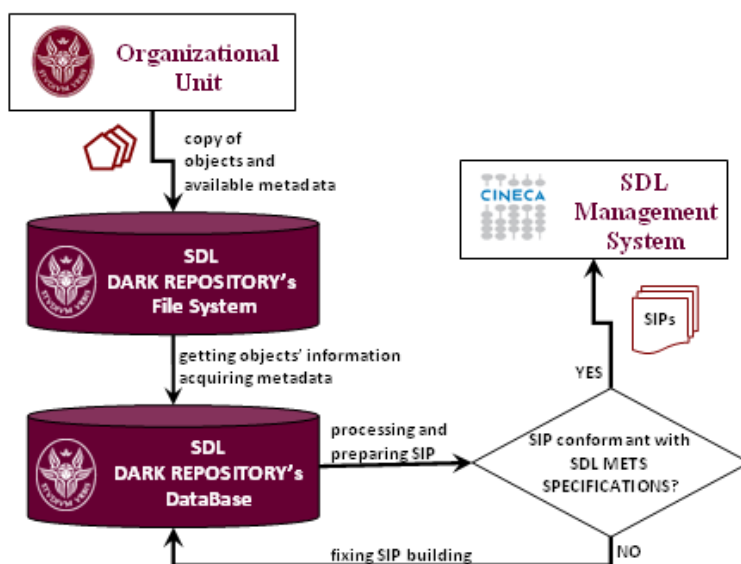 Organizational
Unit
copy of
objects and
available metadata
CINECA
SDL
Management
System
SDL
DARK REPOSITORY's
File System
SIPs
getting objects' information
acquiring metadata
YES
SDL
DARK REPOSITORY's
DataBase
processing and
preparing SIP
SIP conformant with
SDL METS
SPECIFICATIONS?
fixing SIP building
NO